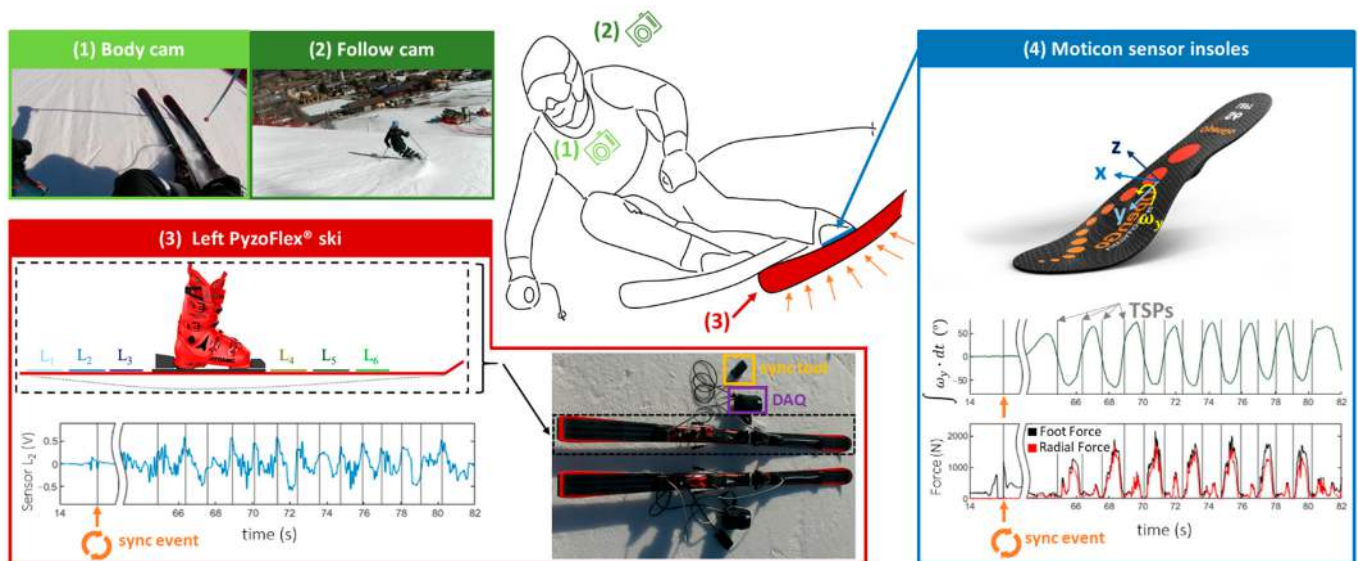 (1) Body cam
(2) Follow cam
(2)
(1)
(3)
(4) Moticon sensor insoles
z
x
y
ωy
TSPs
∫ ωy · dt (°)
50
0
-50
14 66 68 70 72 74 76 78 80 82
Force (N)
2000
1000
0
Foot Force
Radial Force
14 66 68 70 72 74 76 78 80 82
time (s)
sync event
(3) Left PyzoFlex® ski
L1 L2 L3 L4 L5 L6
Sensor L2 (V)
0.5
0
-0.5
14 66 68 70 72 74 76 78 80 82
time (s)
sync event
sync tool
DAQ